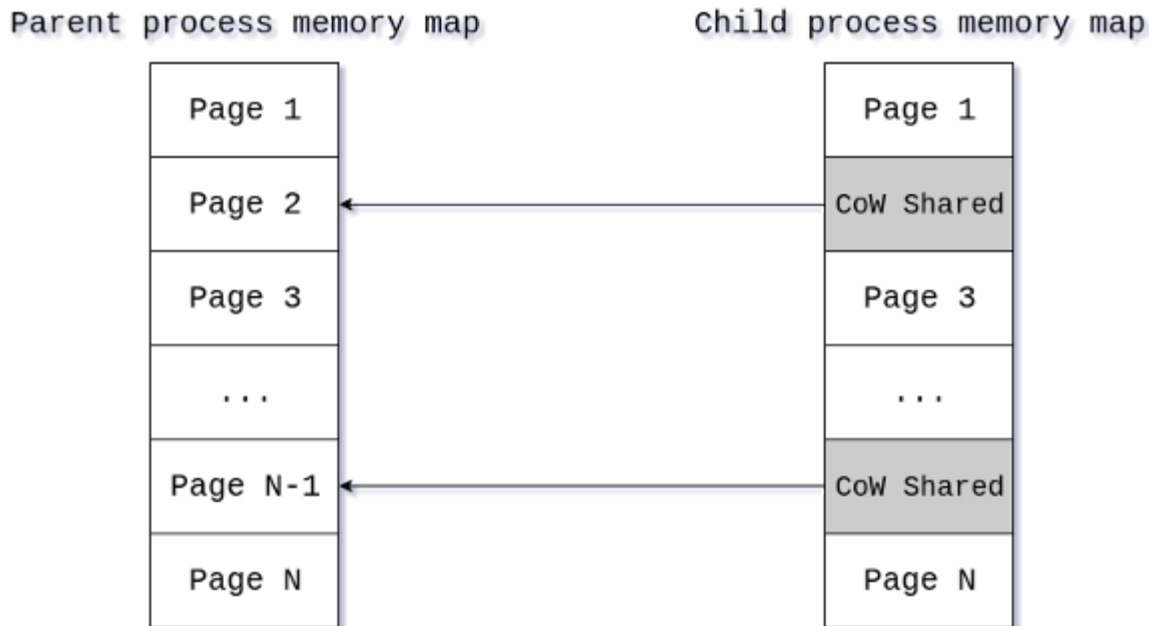 Parent process memory map
Child process memory map
Page 1
Page 2
Page 3
...
Page N-1
Page N
Page 1
CoW Shared
Page 3
...
CoW Shared
Page N